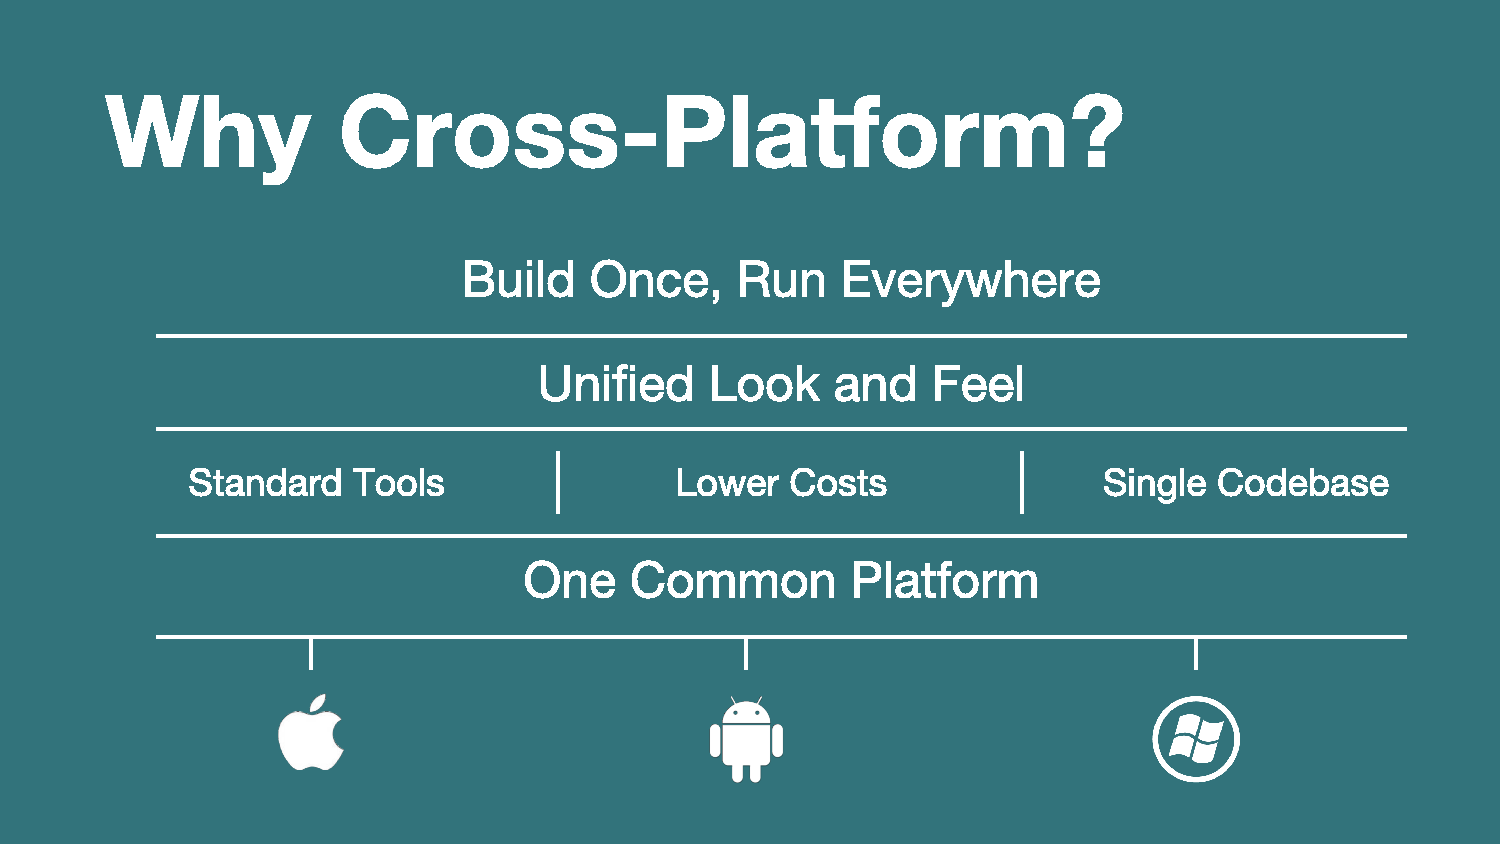 Why Cross-Platform?
Build Once, Run Everywhere
Unified Look and Feel
Standard Tools
Lower Costs
Single Codebase
One Common Platform